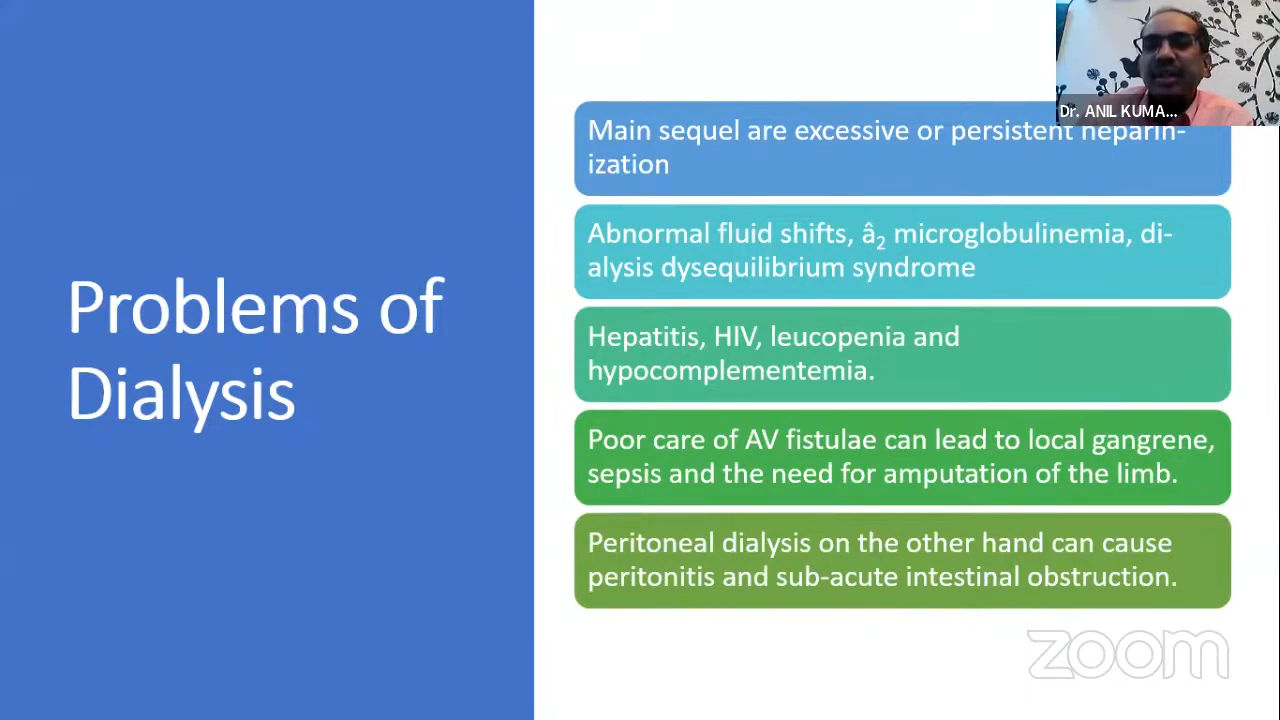 Dr. ANIL KUMA...
Problems of
Dialysis
Main sequel are excessive or persistent heparin-
ization
Abnormal fluid shifts, â₂ microglobulinemia, di-
alysis dysequilibrium syndrome
Hepatitis, HIV, leucopenia and
hypocomplementemia.
Poor care of AV fistulae can lead to local gangrene,
sepsis and the need for amputation of the limb.
Peritoneal dialysis on the other hand can cause
peritonitis and sub-acute intestinal obstruction.
zoom